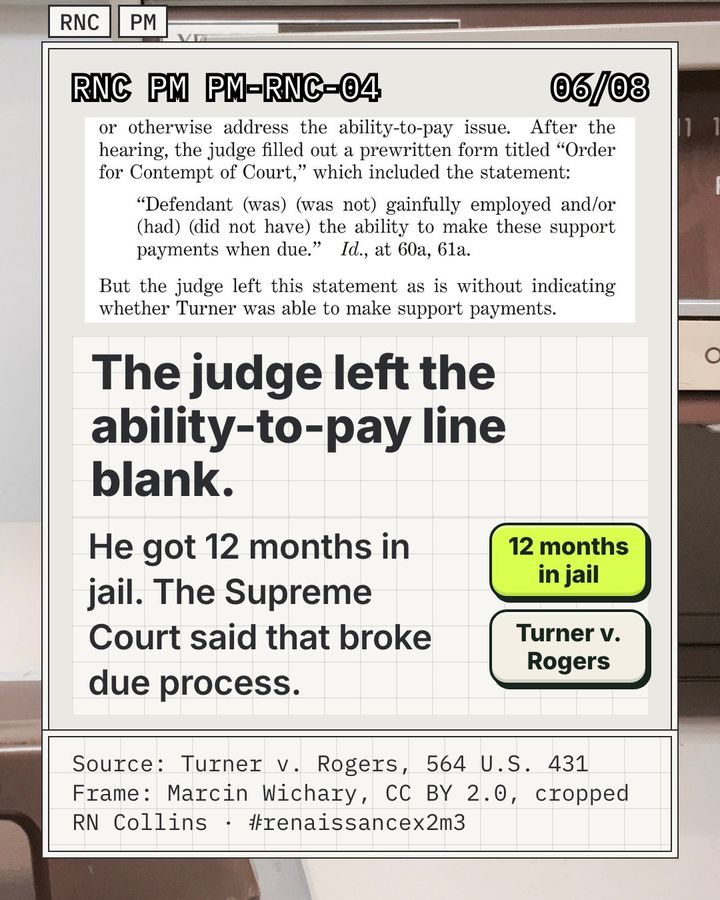 RNC PM
RNC PM PM-RNC-04 06/08
or otherwise address the ability-to-pay issue. After the
hearing, the judge filled out a prewritten form titled “Order
for Contempt of Court,” which included the statement:
“Defendant (was) (was not) gainfully employed and/or
(had) (did not have) the ability to make these support
payments when due.” Id., at 60a, 61a.
But the judge left this statement as is without indicating
whether Turner was able to make support payments.
The judge left the
ability-to-pay line
blank.
He got 12 months in
jail. The Supreme
Court said that broke
due process.
12 months
in jail
Turner v.
Rogers
Source: Turner v. Rogers, 564 U.S. 431
Frame: Marcin Wichary, CC BY 2.0, cropped
RN Collins · #renaissancex2m3